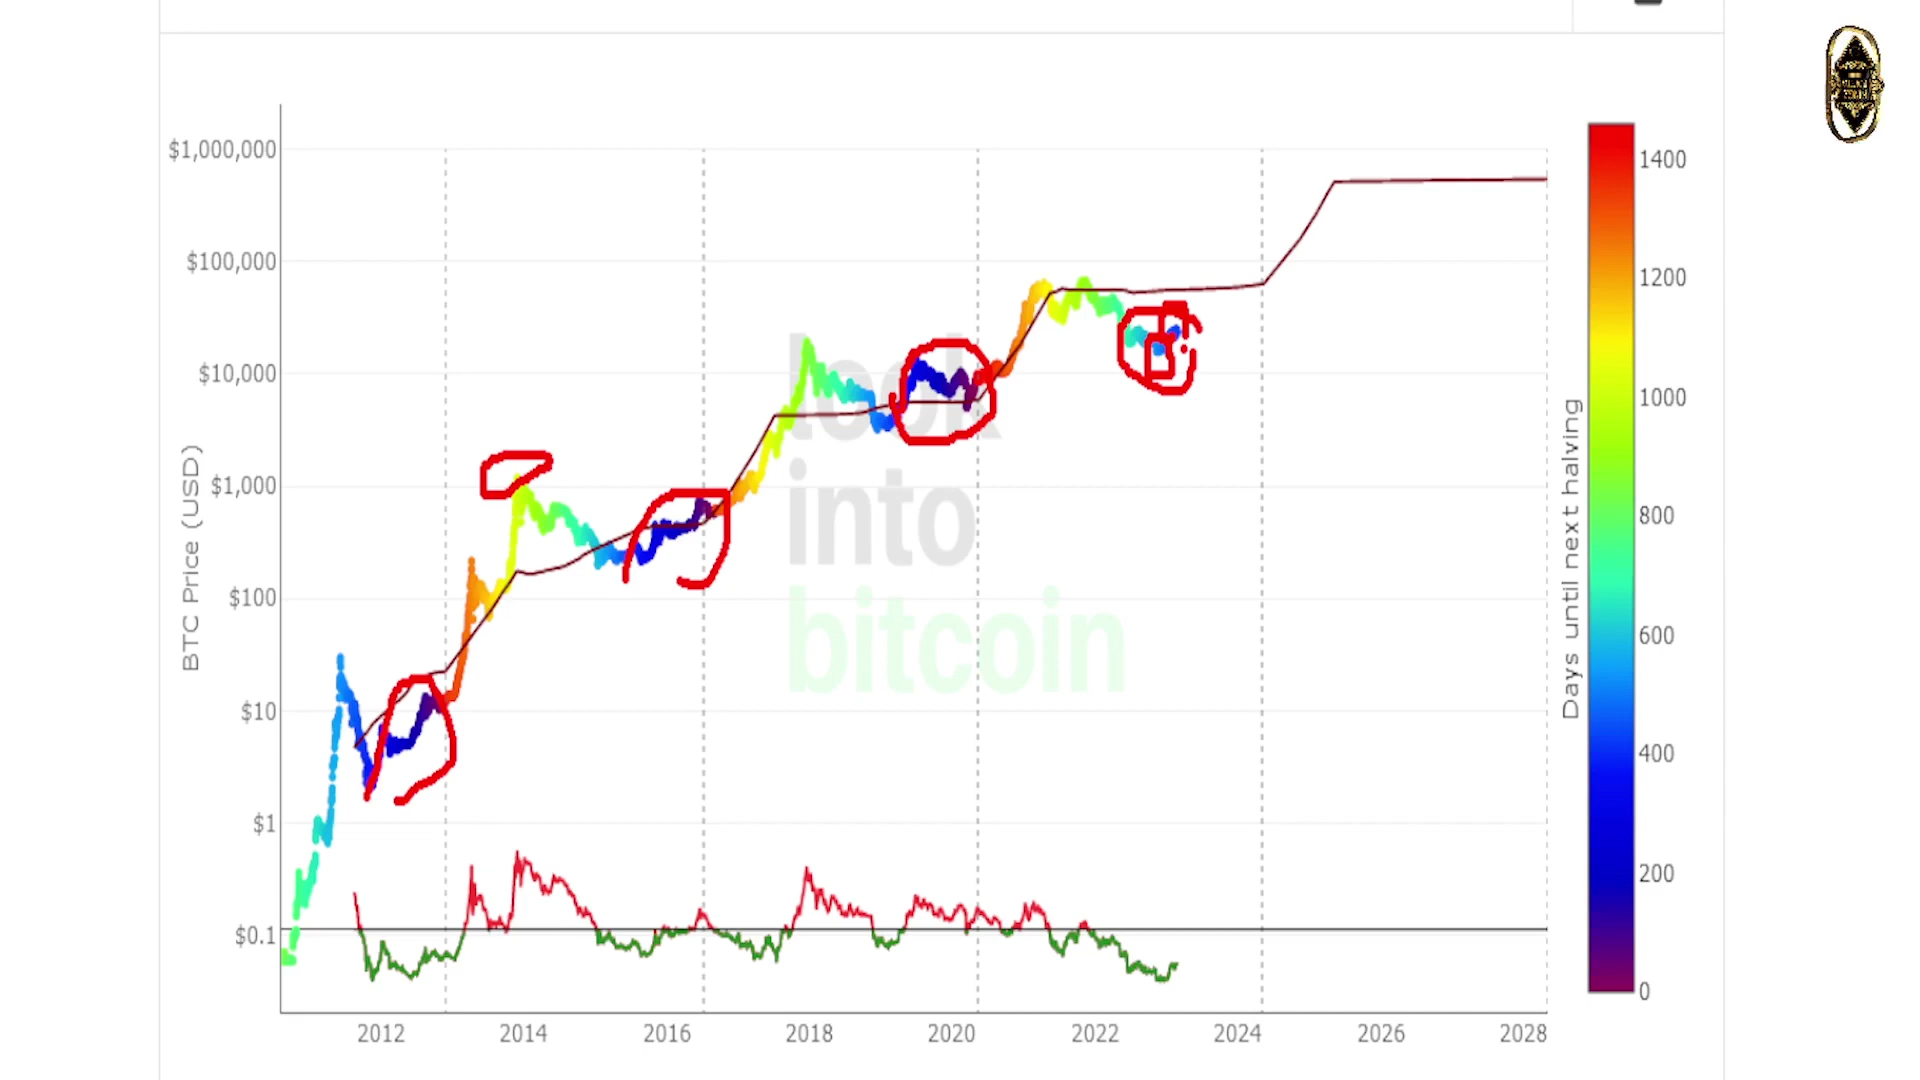 $1,000,000
$100,000
$10,000
$1,000
$100
$10
$1
$0.1
BTC Price (USD)
look
into
bitcoin
2012 2014 2016 2018 2020 2022 2024 2026 2028
Days until next halving
1400
1200
1000
800
600
400
200
0